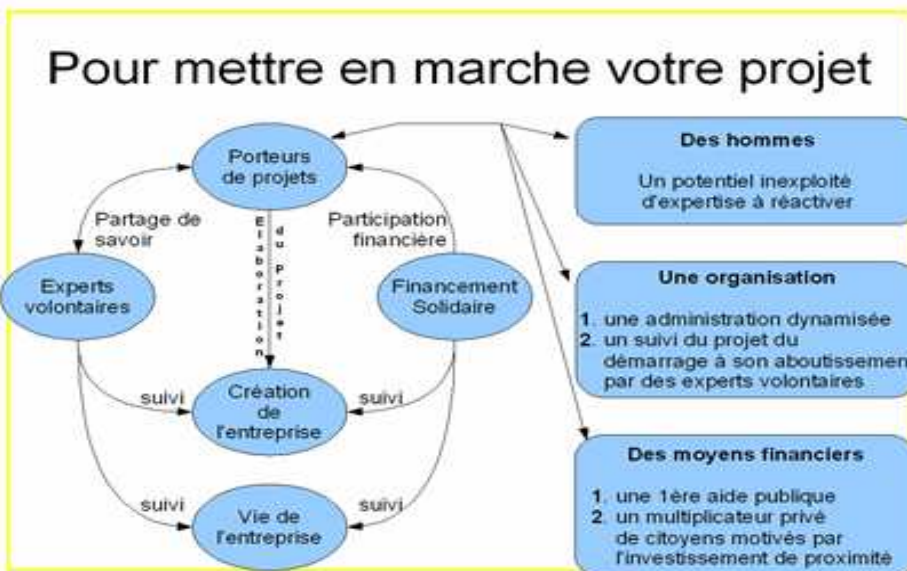 Pour mettre en marche votre projet
Porteurs
de projets
Partage de
savoir
Elaboration
du Projet
Participation
financière
Experts
volontaires
Financement
Solidaire
suivi
Création
de
l'entreprise
suivi
suivi
Vie de
l'entreprise
suivi
Des hommes
Un potentiel inexploité
d'expertise à réactiver
Une organisation
1. une administration dynamisée
2. un suivi du projet du
démarrage à son aboutissement
par des experts volontaires
Des moyens financiers
1. une 1ère aide publique
2. un multiplicateur privé
de citoyens motivés par
l'investissement de proximité